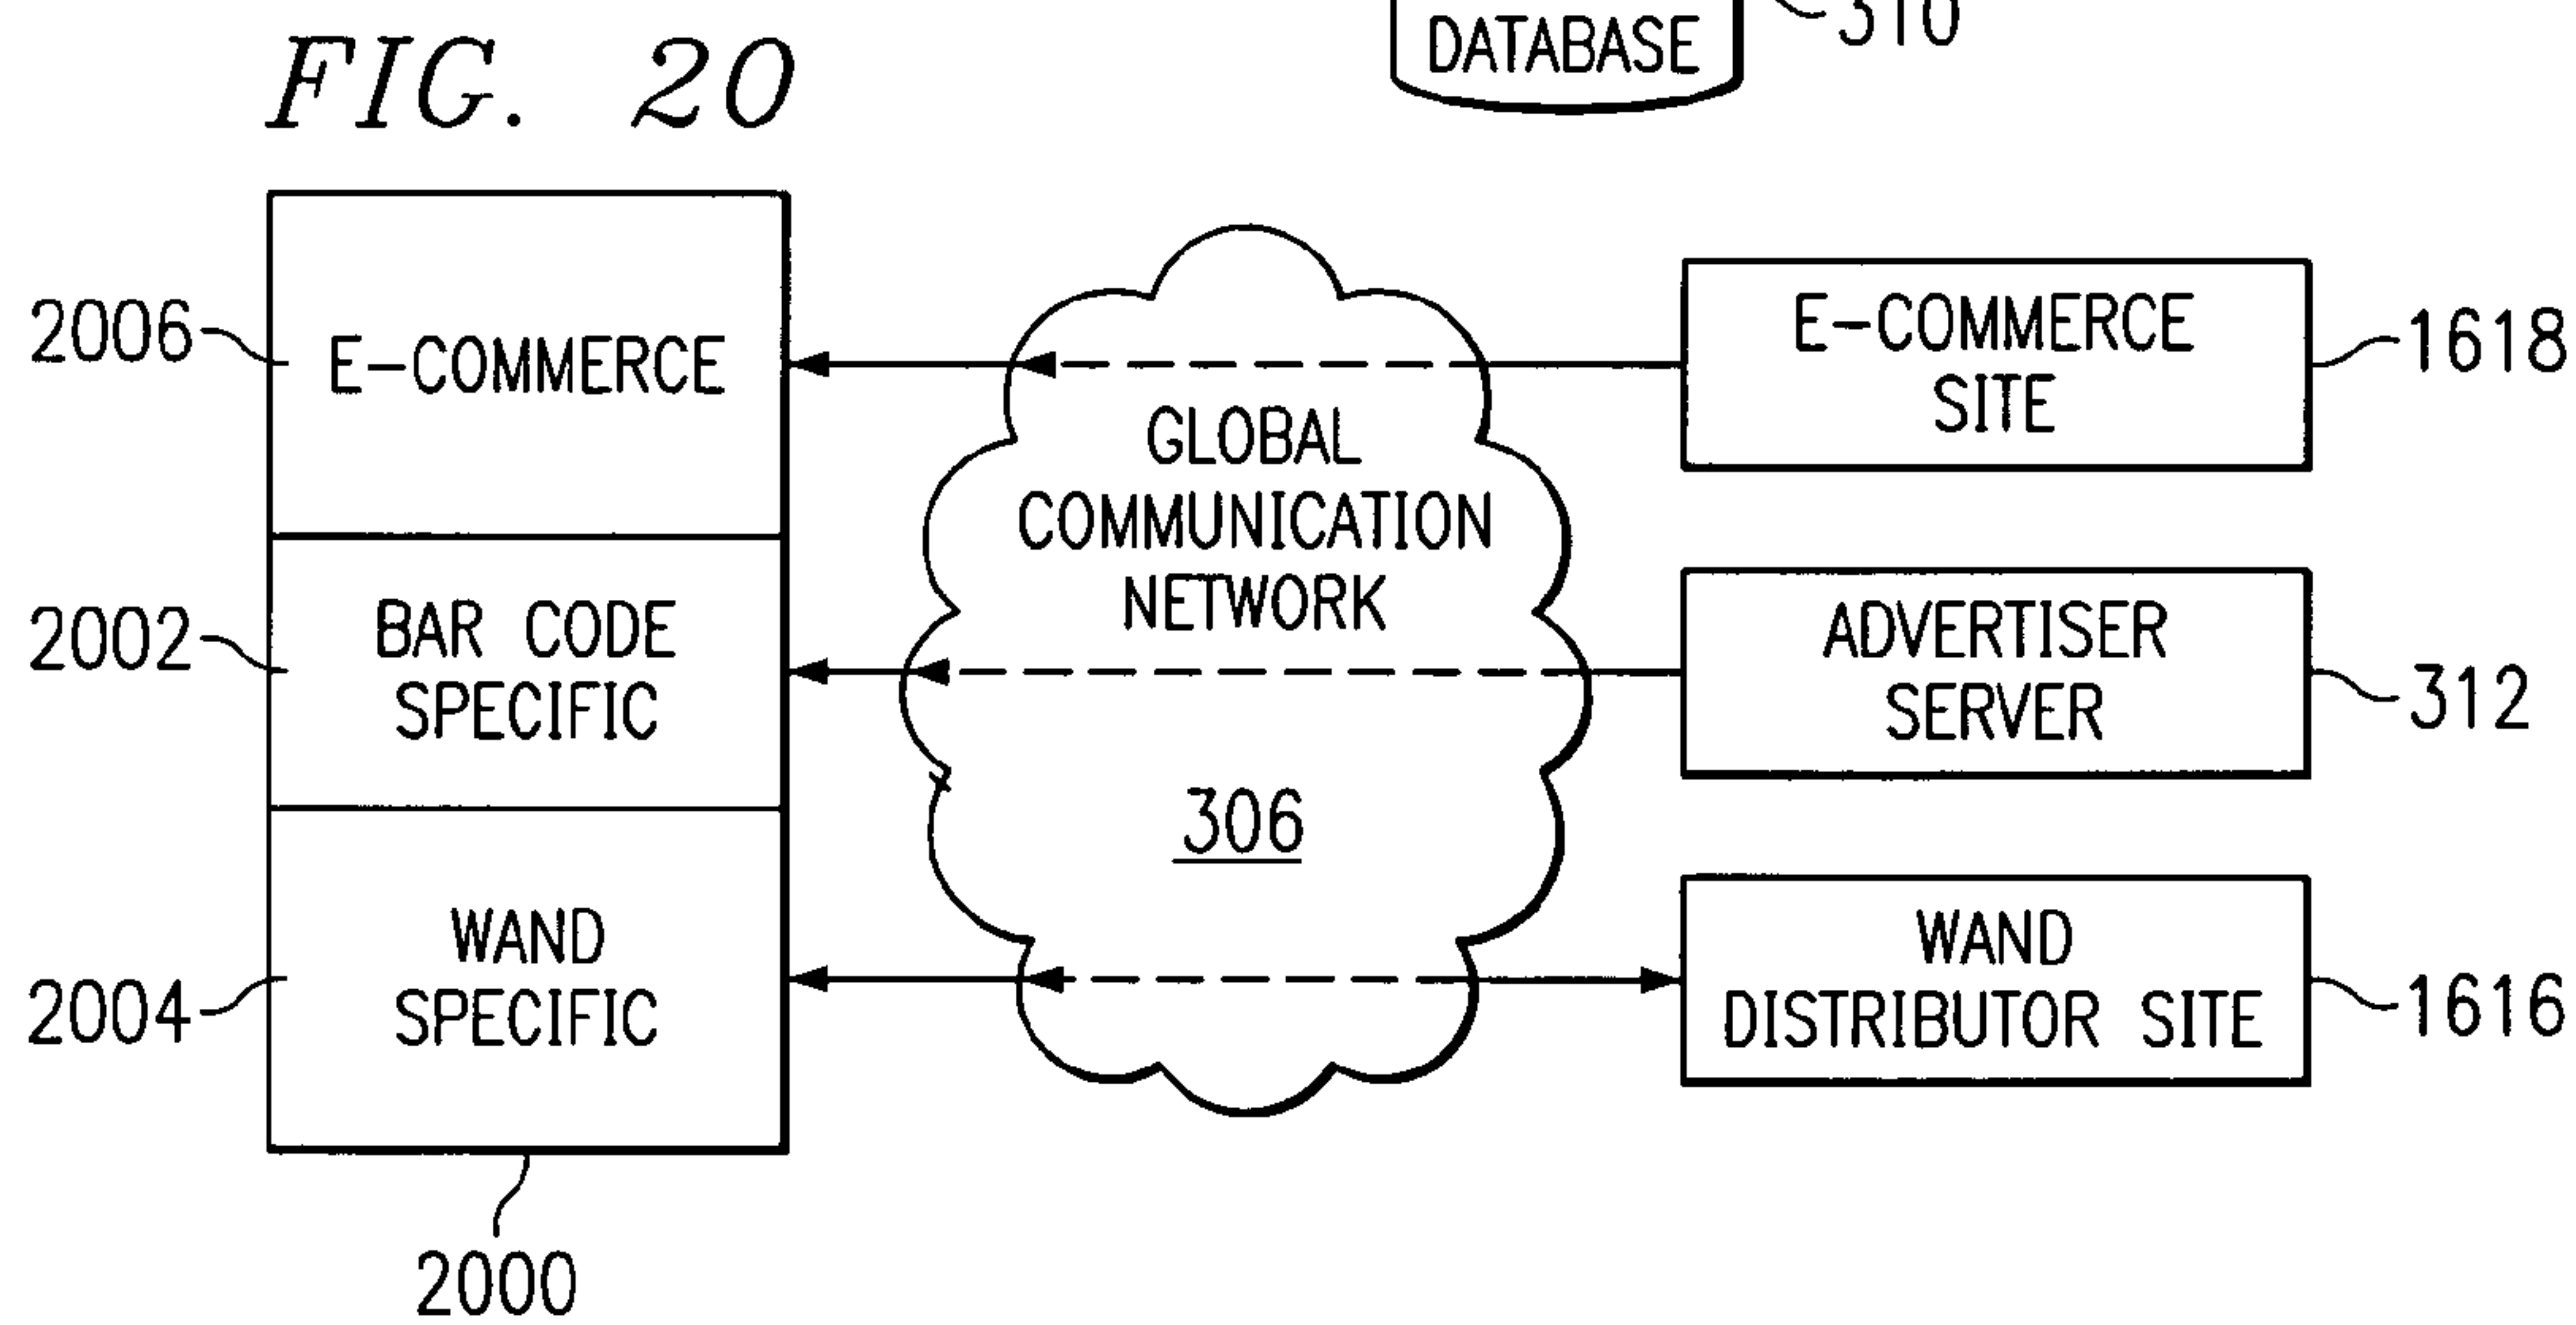 FIG. 20
DATABASE
310
2006
E-COMMERCE
2002
BAR CODE
SPECIFIC
2004
WAND
SPECIFIC
2000
GLOBAL
COMMUNICATION
NETWORK
306
E-COMMERCE
SITE
1618
ADVERTISER
SERVER
312
WAND
DISTRIBUTOR SITE
1616